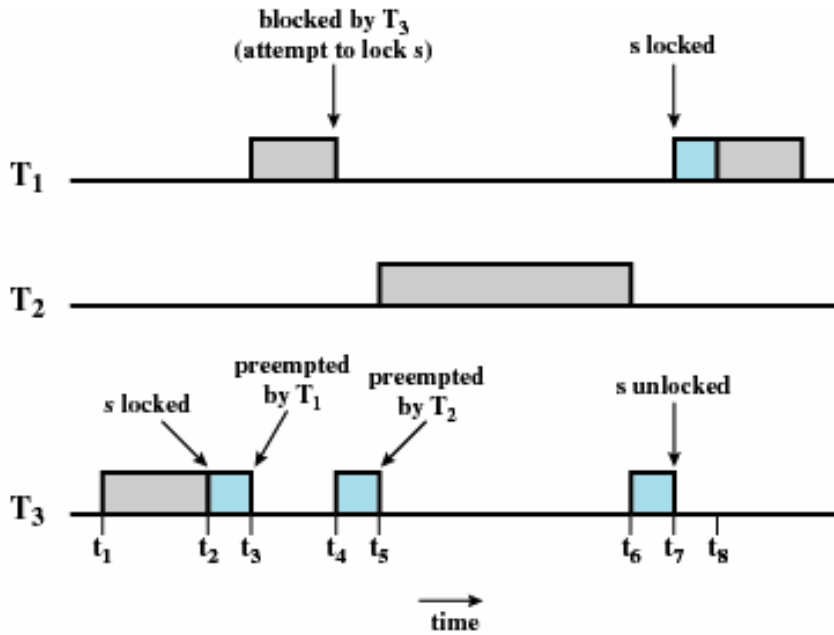 blocked by T3
(attempt to lock s)
s locked
T1
T2
preempted
by T1
preempted
by T2
s locked
s unlocked
T3
t1 t2 t3 t4 t5 t6 t7 t8
time